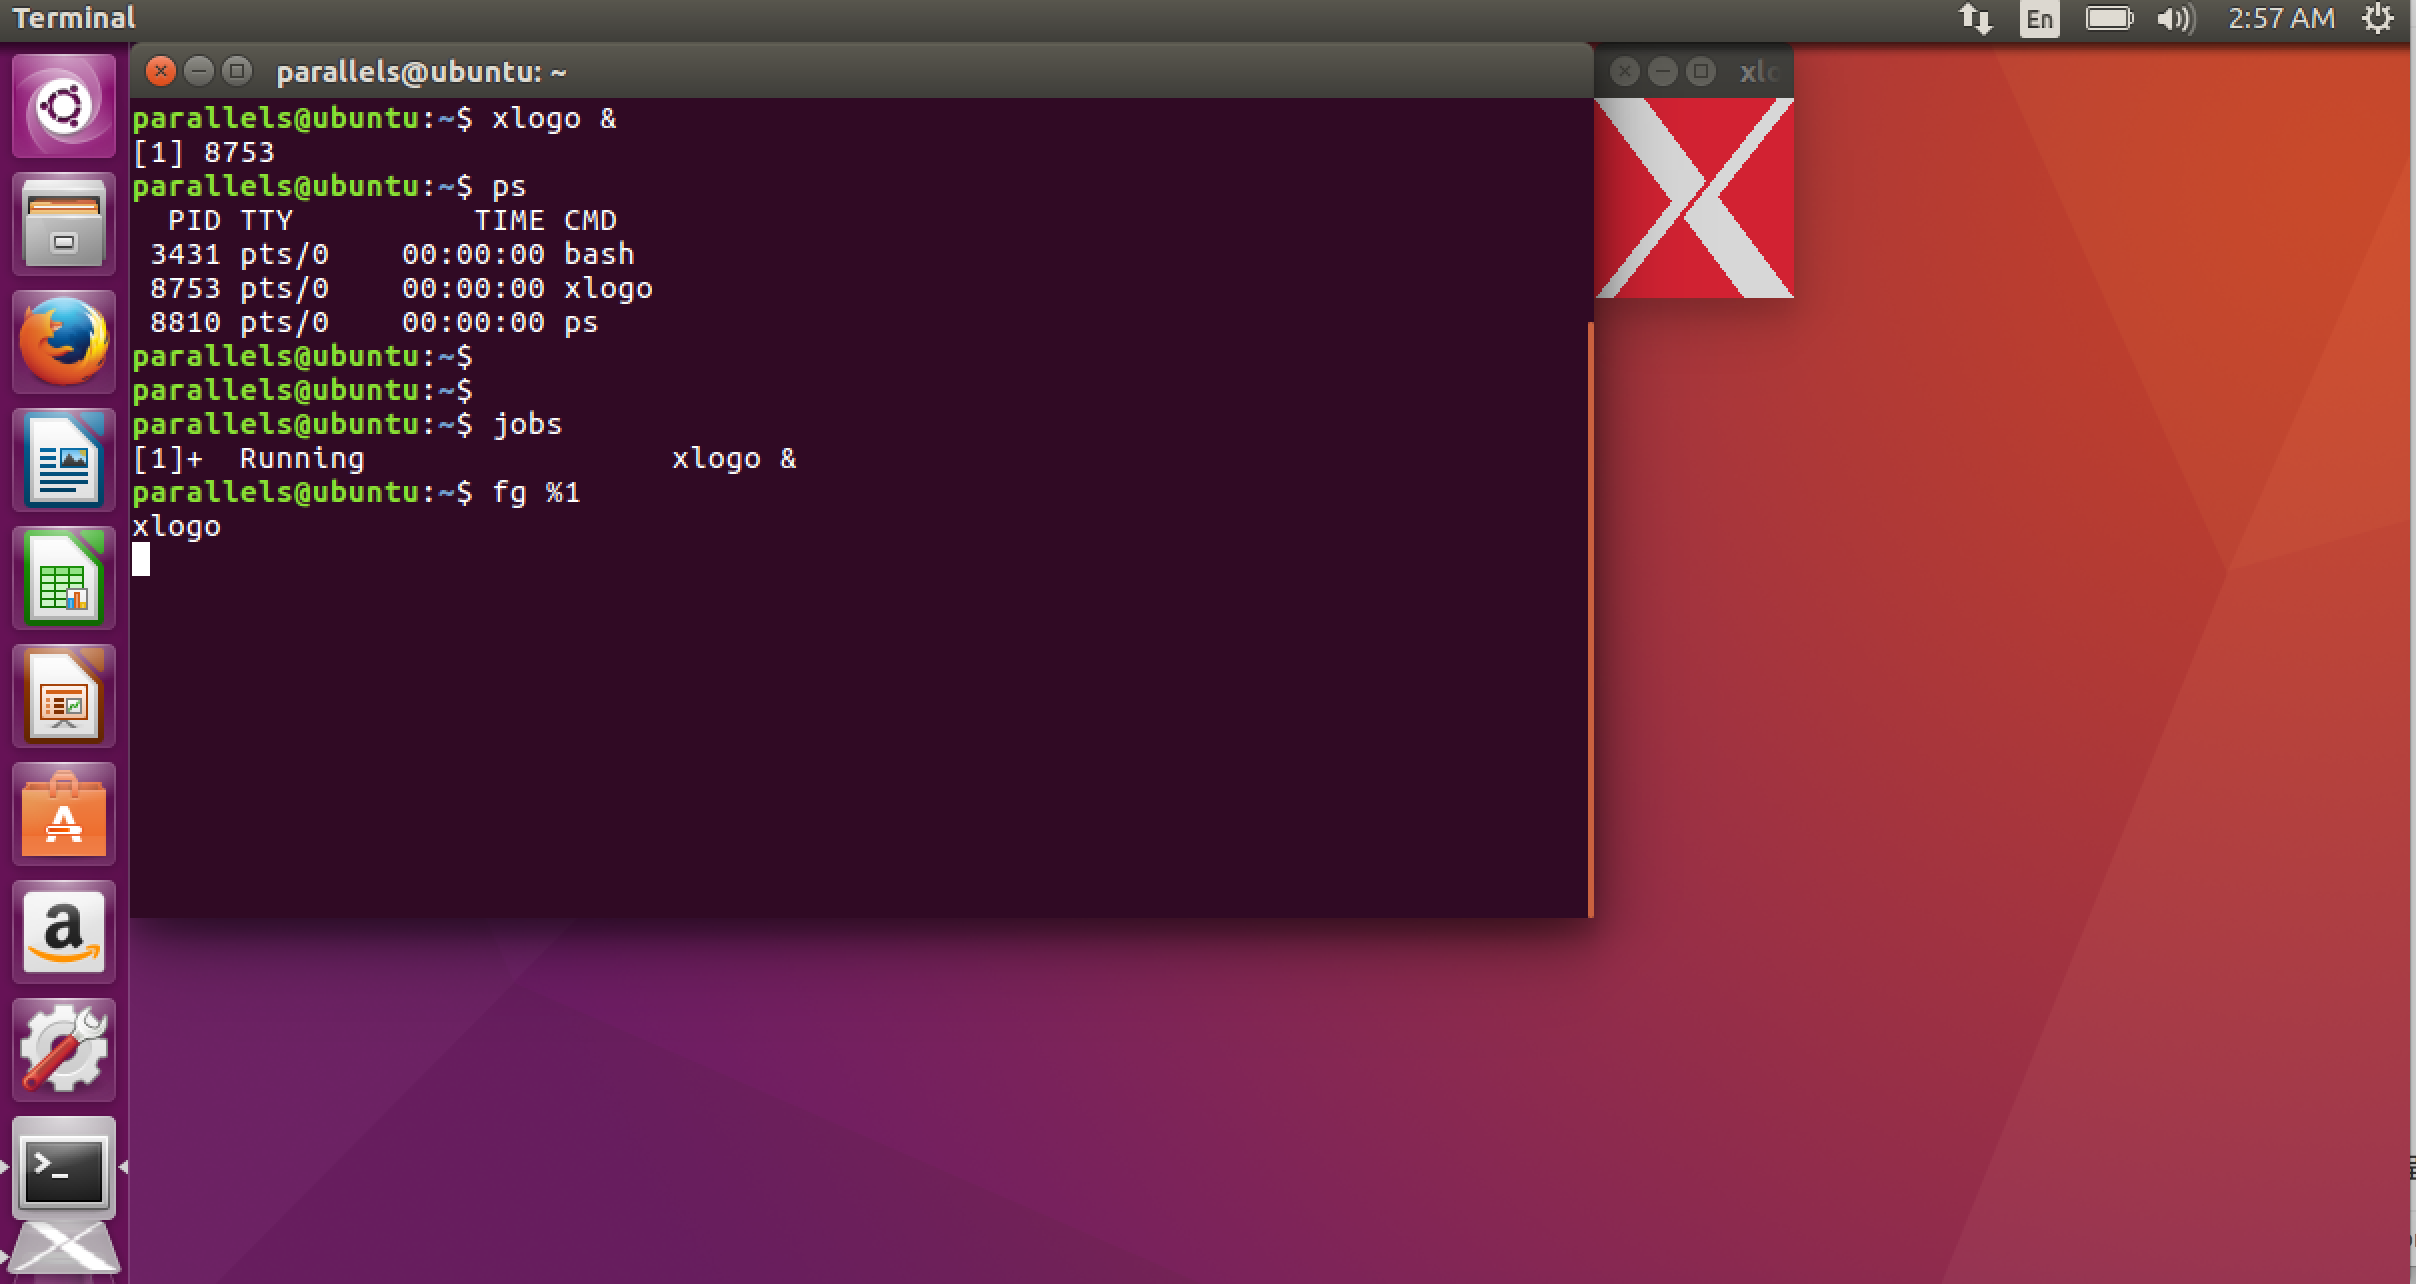 Terminal
En
2:57 AM
parallels@ubuntu: ~
xlo
parallels@ubuntu:~$ xlogo &
[1] 8753
parallels@ubuntu:~$ ps
  PID TTY          TIME CMD
 3431 pts/0    00:00:00 bash
 8753 pts/0    00:00:00 xlogo
 8810 pts/0    00:00:00 ps
parallels@ubuntu:~$
parallels@ubuntu:~$
parallels@ubuntu:~$ jobs
[1]+  Running                 xlogo &
parallels@ubuntu:~$ fg %1
xlogo